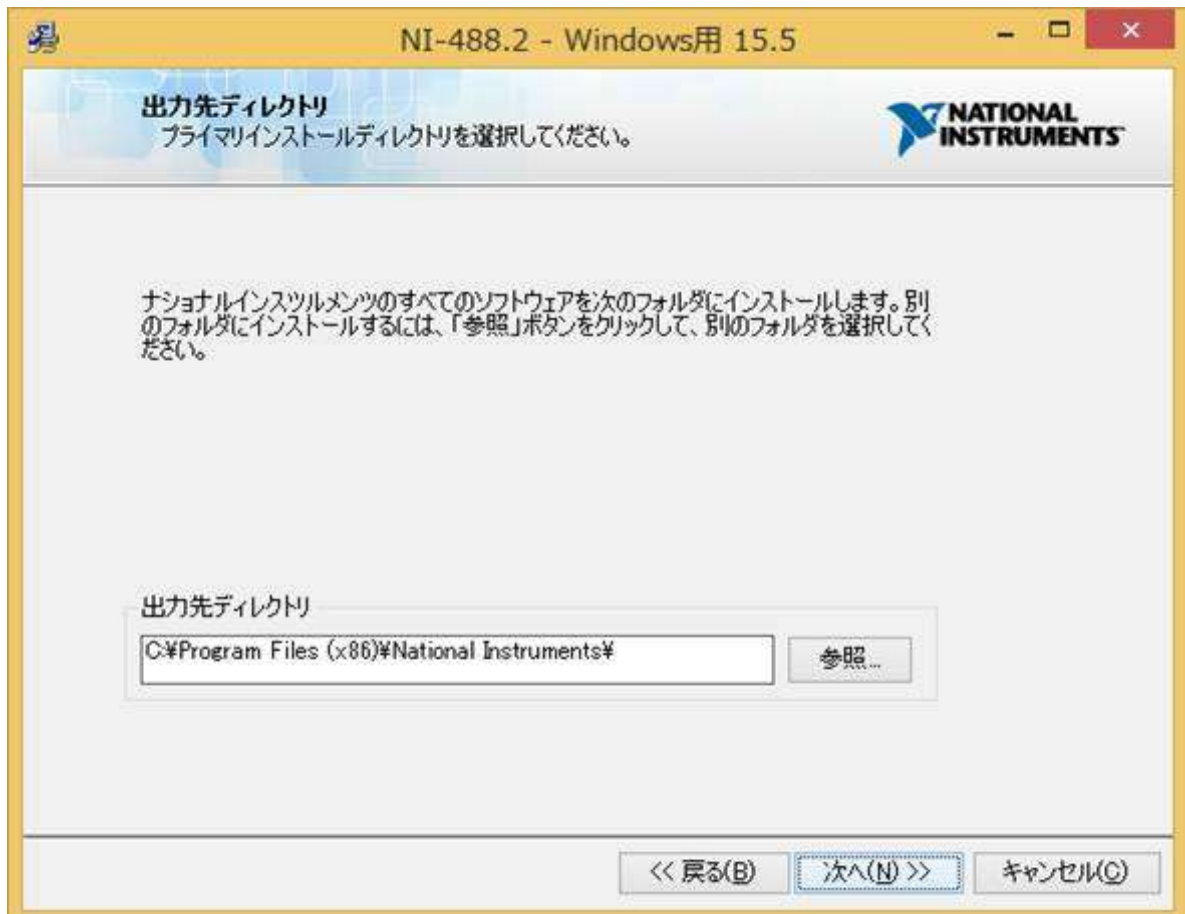 NI-488.2 - Windows用 15.5
出力先ディレクトリ
プライマリインストールディレクトリを選択してください。
NATIONAL
INSTRUMENTS™
ナショナルインスツルメンツのすべてのソフトウェアを次のフォルダにインストールします。別
のフォルダにインストールするには、「参照」ボタンをクリックして、別のフォルダを選択してく
ださい。
出力先ディレクトリ
C:¥Program Files (x86)¥National Instruments¥
参照...
<< 戻る(B)
次へ(N) >>
キャンセル(C)